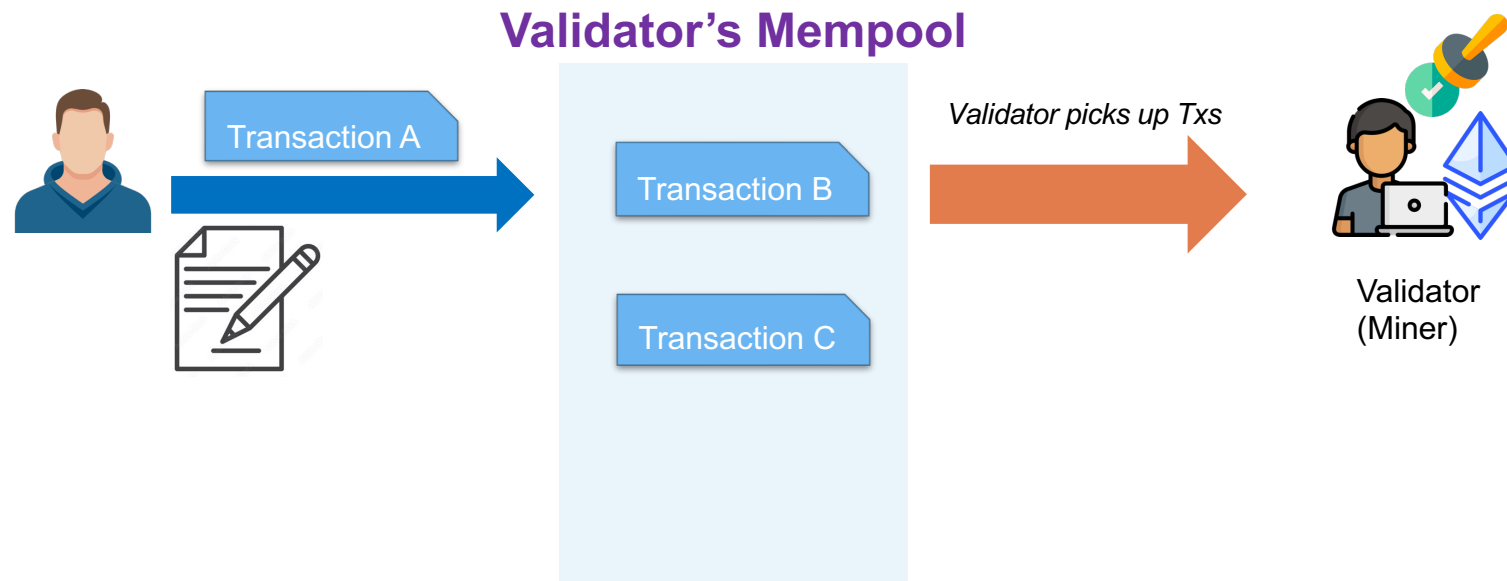 Validator’s Mempool
Transaction A
Validator picks up Txs
Transaction B
Transaction C
Validator
(Miner)